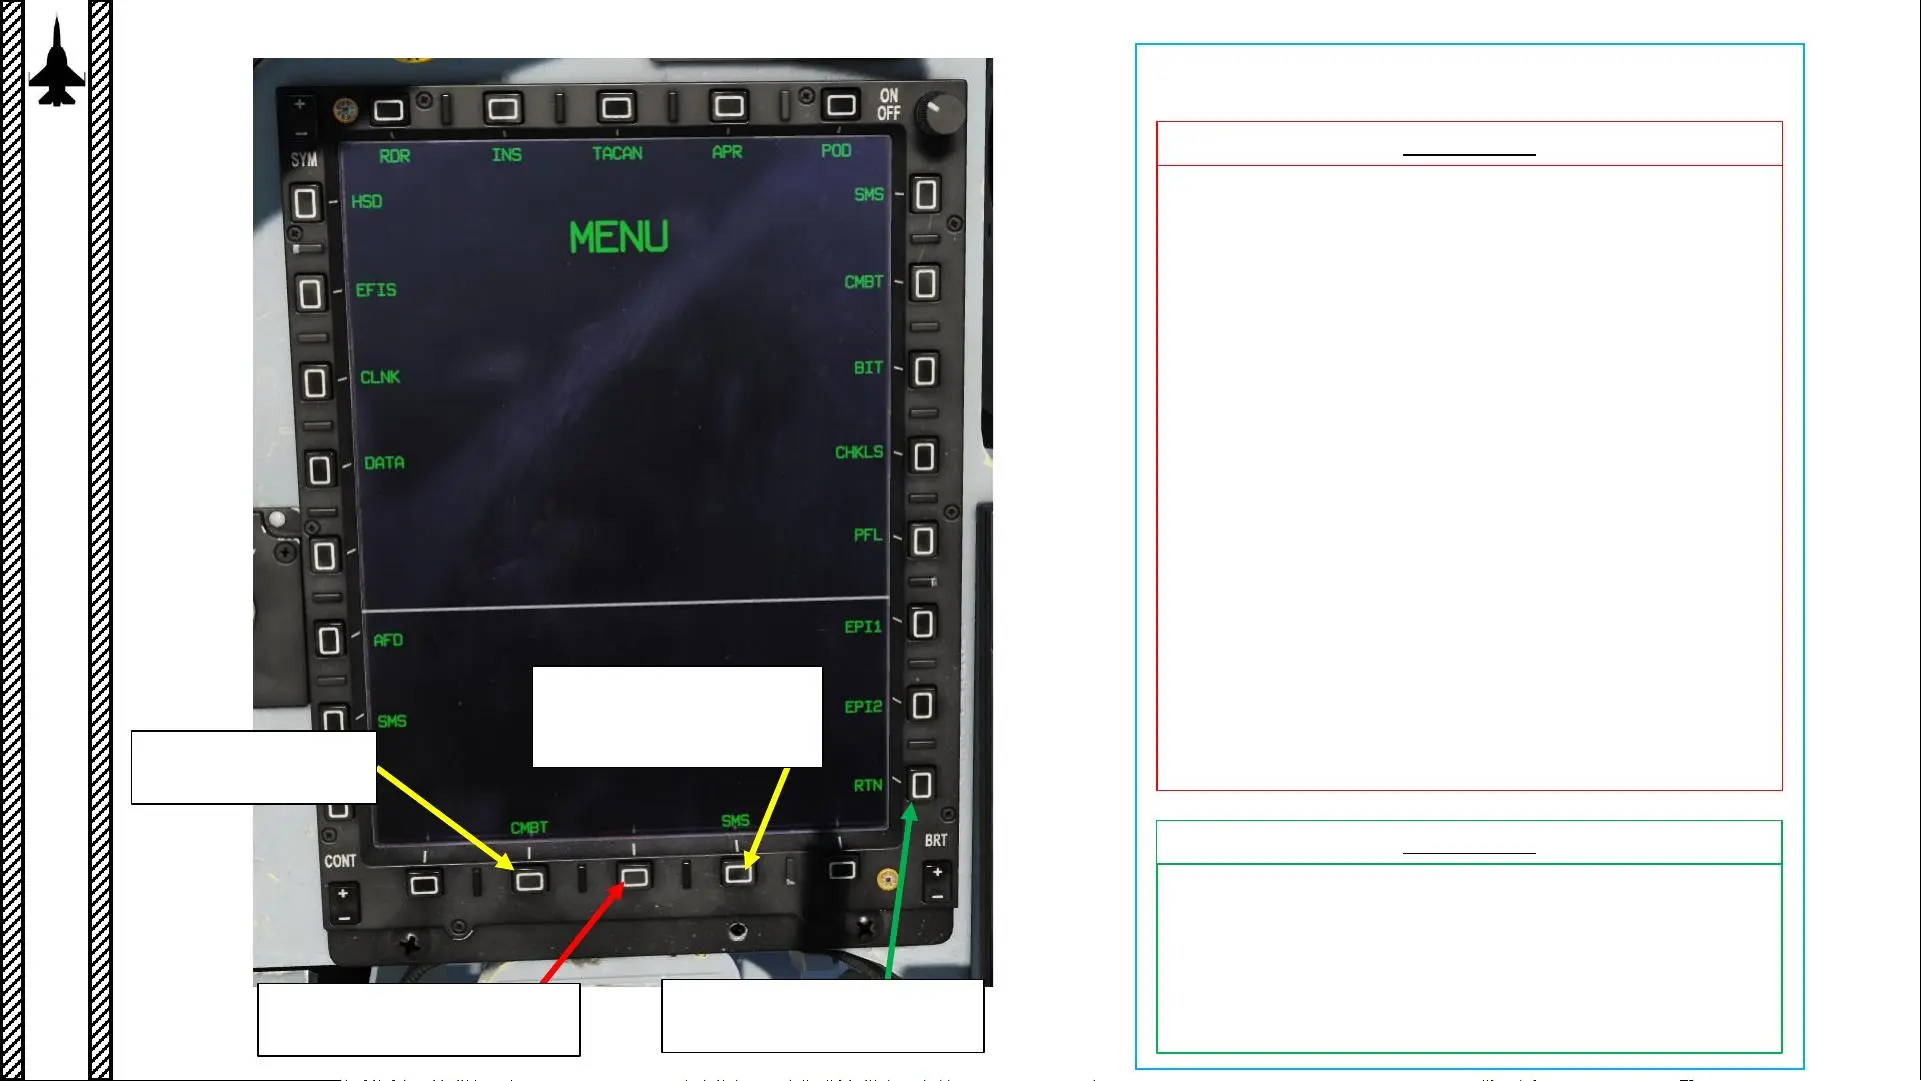 ON
OFF
+
−
SYM
RDR INS TACAN APR POD
HSD
SMS
MENU
EFIS
CMBT
CLNK
BIT
DATA
CHKLS
PFL
AFD
EPI1
SMS
EPI2
RTN
CMBT SMS
CONT
BRT
+
−
+
−